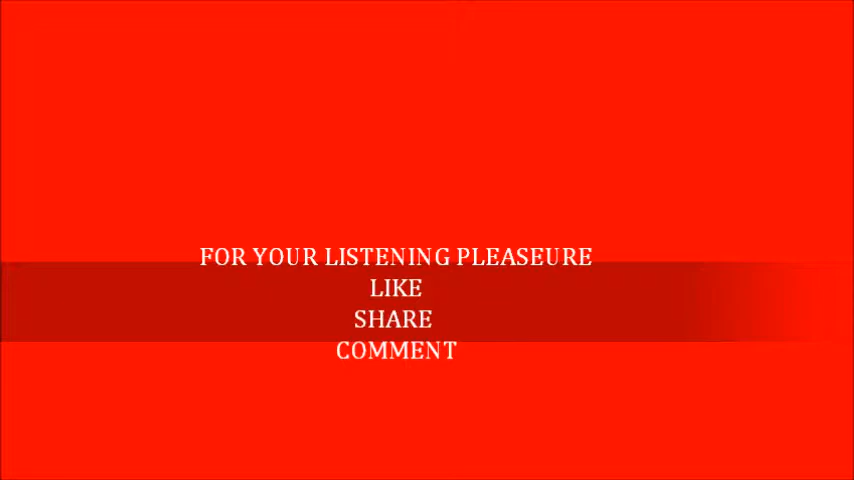 FOR YOUR LISTENING PLEASEURE
LIKE
SHARE
COMMENT